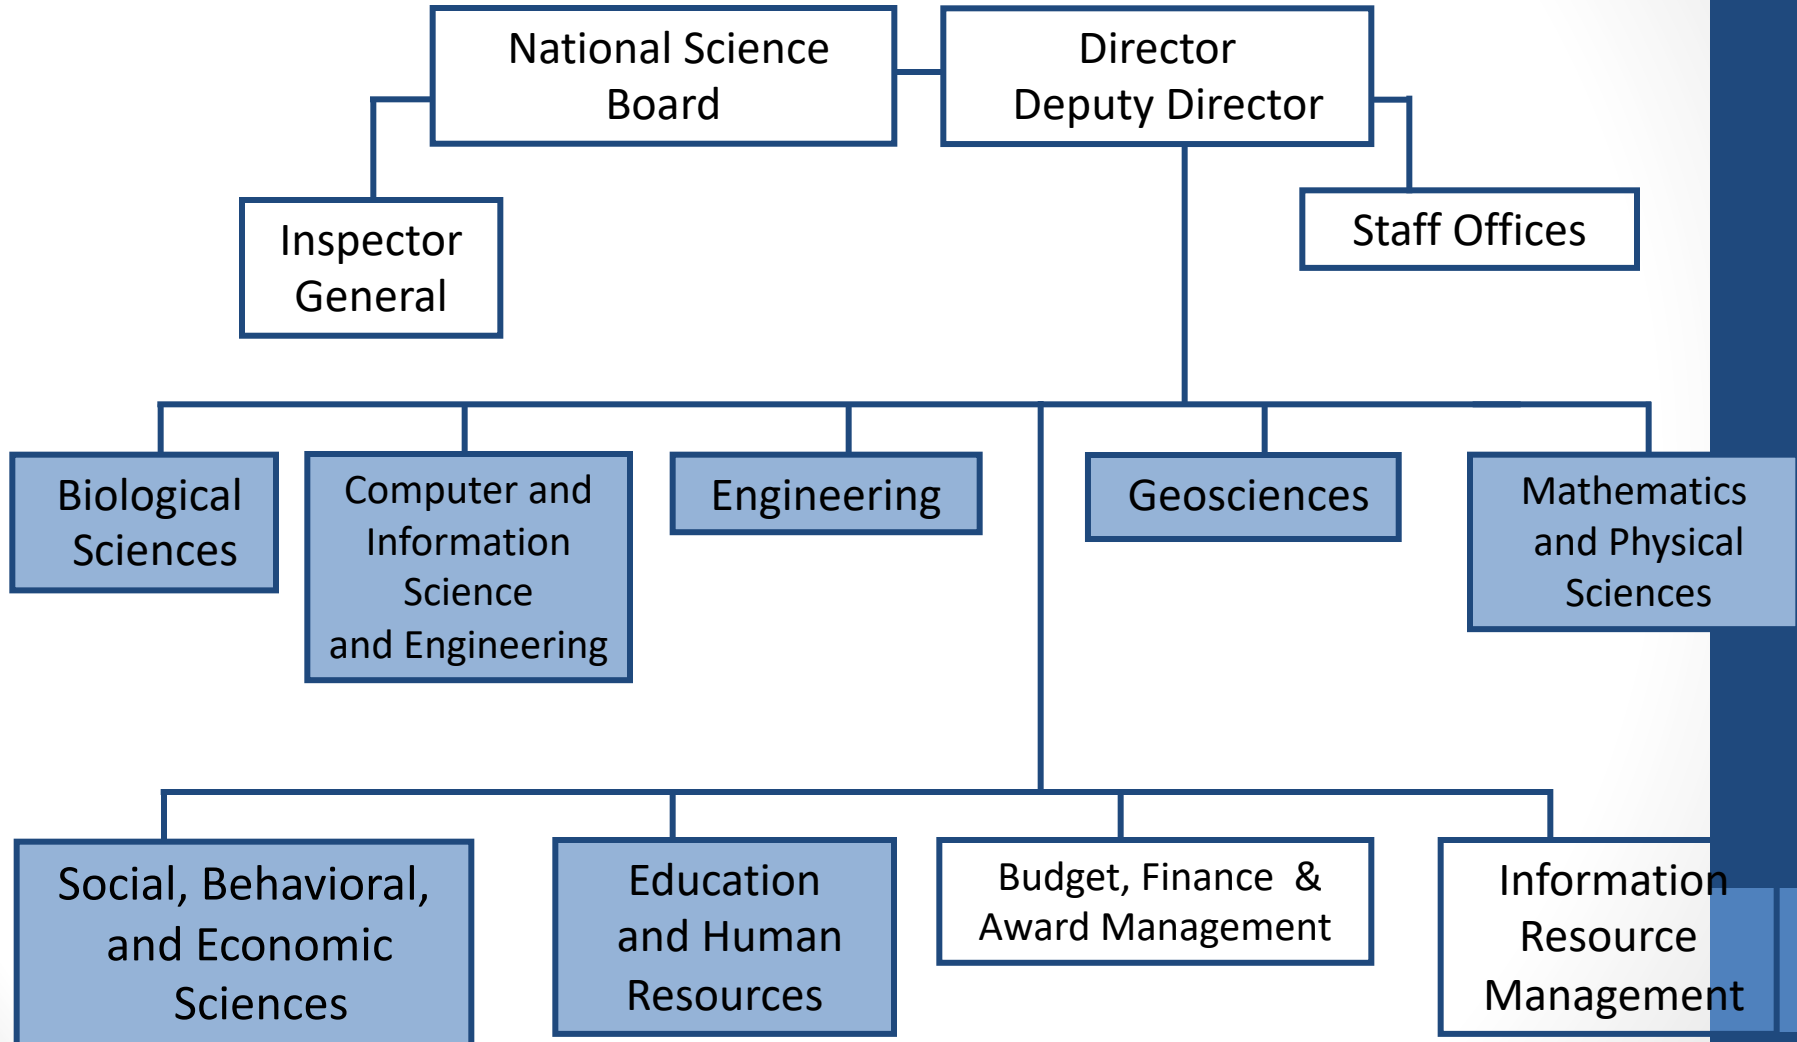 National Science
Board
Director
Deputy Director
Inspector
General
Staff Offices
Biological
Sciences
Computer and
Information
Science
and Engineering
Engineering
Geosciences
Mathematics
and Physical
Sciences
Social, Behavioral,
and Economic
Sciences
Education
and Human
Resources
Budget, Finance &
Award Management
Information
Resource
Management